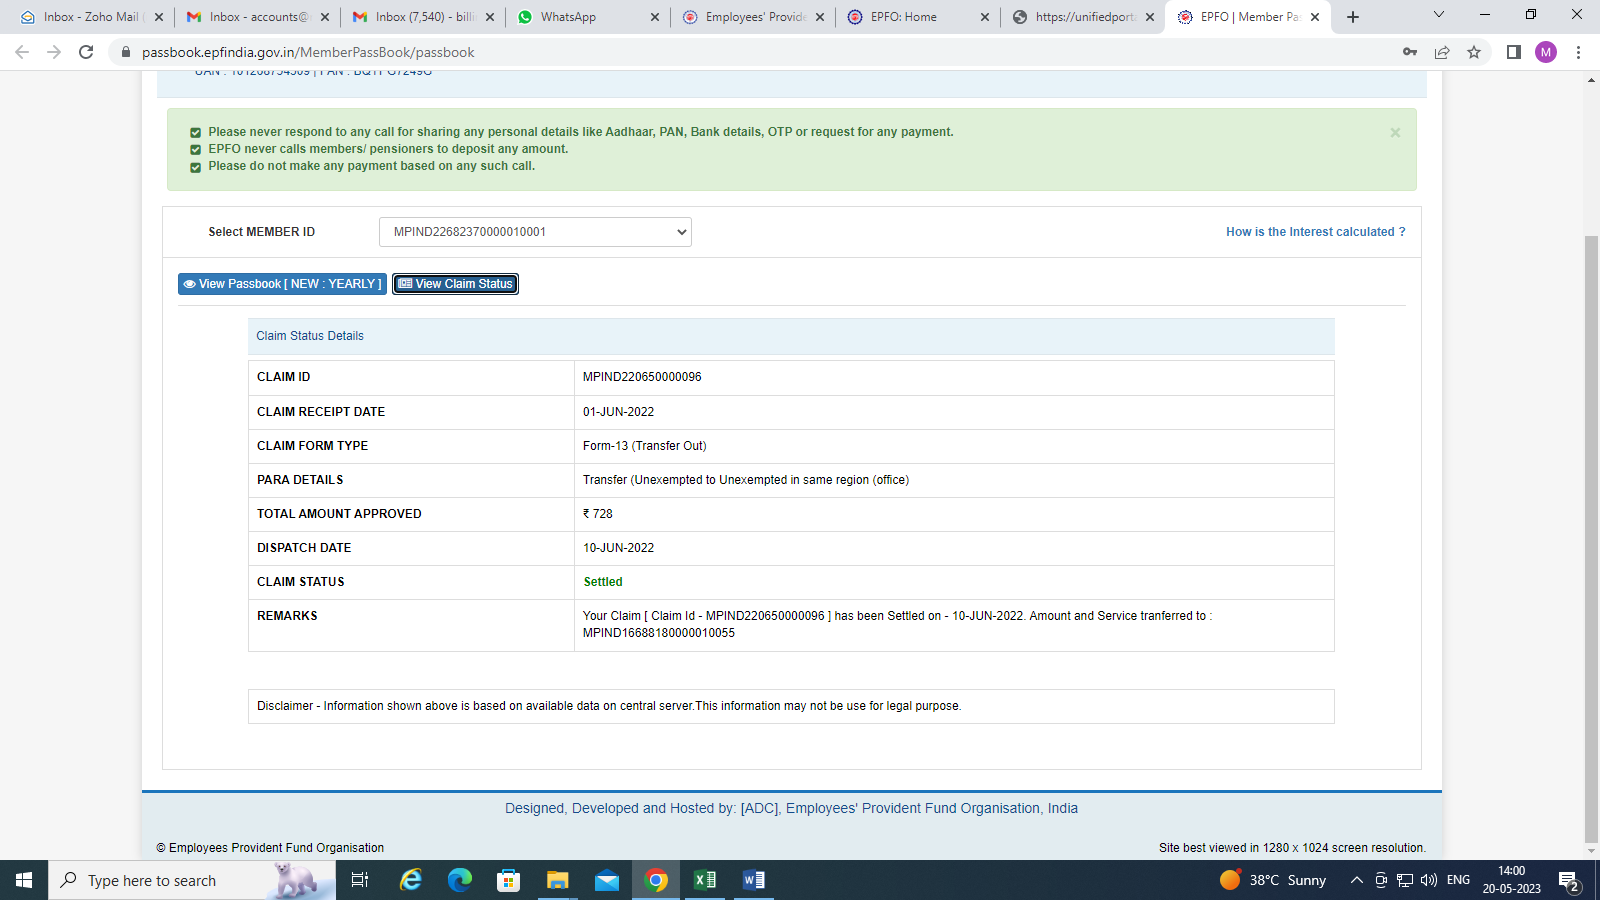 Inbox - Zoho Mail (
Inbox - accounts@
Inbox (7,540) - billi
WhatsApp
Employees' Provide
EPFO: Home
https://unifiedport
EPFO | Member Pa
passbook.epfindia.gov.in/MemberPassBook/passbook
M
Please never respond to any call for sharing any personal details like Aadhaar, PAN, Bank details, OTP or request for any payment.
EPFO never calls members/ pensioners to deposit any amount.
Please do not make any payment based on any such call.
Select MEMBER ID
MPIND22682370000010001
How is the Interest calculated ?
View Passbook [ NEW : YEARLY ]
View Claim Status
Claim Status Details
CLAIM ID MPIND220650000096
CLAIM RECEIPT DATE 01-JUN-2022
CLAIM FORM TYPE Form-13 (Transfer Out)
PARA DETAILS Transfer (Unexempted to Unexempted in same region (office)
TOTAL AMOUNT APPROVED ₹ 728
DISPATCH DATE 10-JUN-2022
CLAIM STATUS Settled
REMARKS Your Claim [ Claim Id - MPIND220650000096 ] has been Settled on - 10-JUN-2022. Amount and Service tranferred to :
MPIND16688180000010055
Disclaimer - Information shown above is based on available data on central server.This information may not be use for legal purpose.
Designed, Developed and Hosted by: [ADC], Employees' Provident Fund Organisation, India
© Employees Provident Fund Organisation
Site best viewed in 1280 x 1024 screen resolution.
Type here to search
38°C Sunny
ENG
14:00
20-05-2023
2